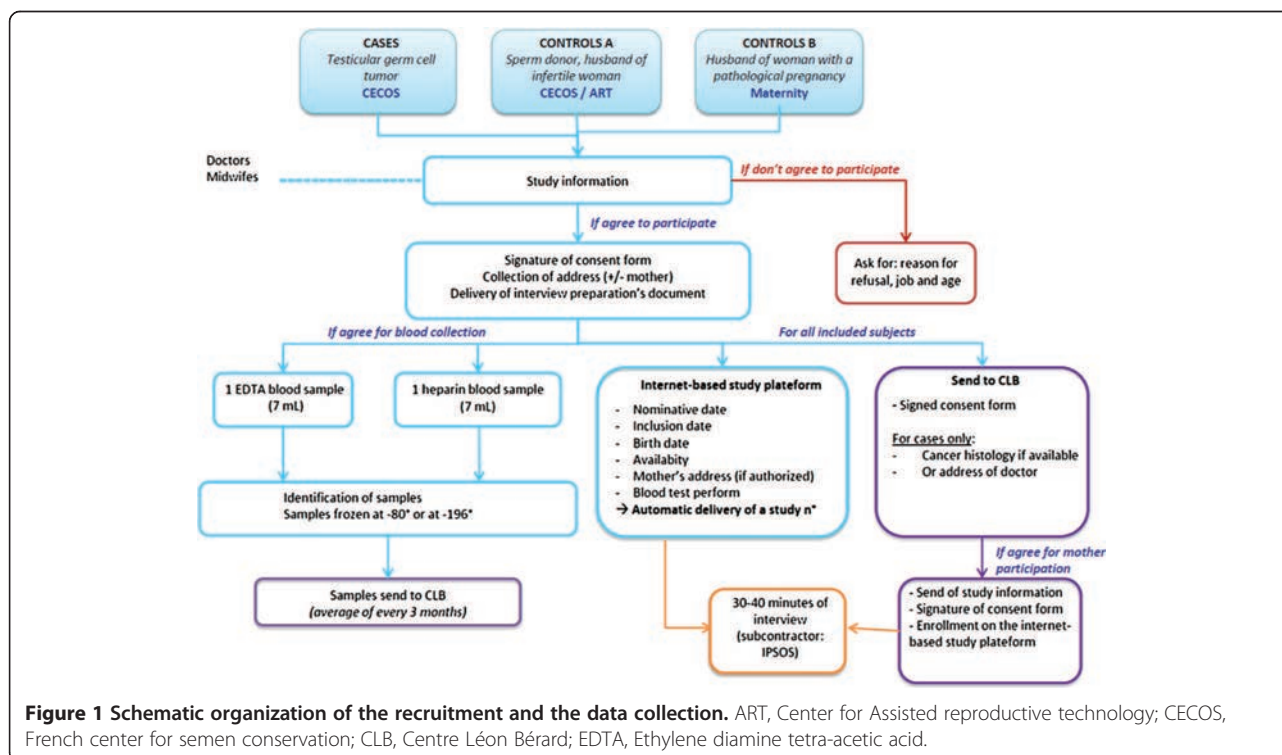 CASES
Testicular germ cell
tumor
CECOS
CONTROLS A
Sperm donor, husband of
infertile woman
CECOS / ART
CONTROLS B
Husband of woman with a
pathological pregnancy
Maternity
Doctors
Midwifes
Study information
If don't agree to participate
If agree to participate
Signature of consent form
Collection of address (+/- mother)
Delivery of interview preparation's document
Ask for: reason for
refusal, job and age
If agree for blood collection
For all included subjects
1 EDTA blood sample
(7 mL)
1 heparin blood sample
(7 mL)
Internet-based study plateform
- Nominative date
- Inclusion date
- Birth date
- Availabity
- Mother's address (if authorized)
- Blood test perform
→ Automatic delivery of a study n°
Send to CLB
- Signed consent form
For cases only:
- Cancer histology if available
- Or address of doctor
Identification of samples
Samples frozen at -80° or at -196°
If agree for mother
participation
Samples send to CLB
(average of every 3 months)
30-40 minutes of
interview
(subcontractor:
IPSOS)
- Send of study information
- Signature of consent form
- Enrollment on the internet-
based study plateform
Figure 1 Schematic organization of the recruitment and the data collection. ART, Center for Assisted reproductive technology; CECOS,
French center for semen conservation; CLB, Centre Léon Bérard; EDTA, Ethylene diamine tetra-acetic acid.